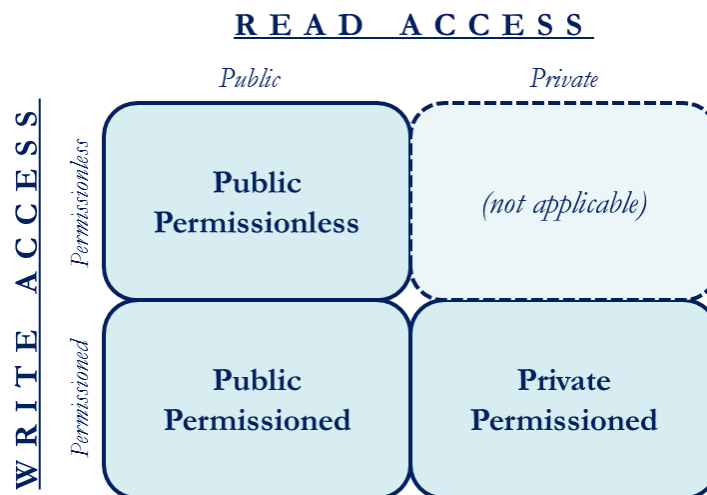 READ ACCESS
Public
Private
WRITE ACCESS
Permissionless
Public
Permissionless
(not applicable)
Permissioned
Public
Permissioned
Private
Permissioned